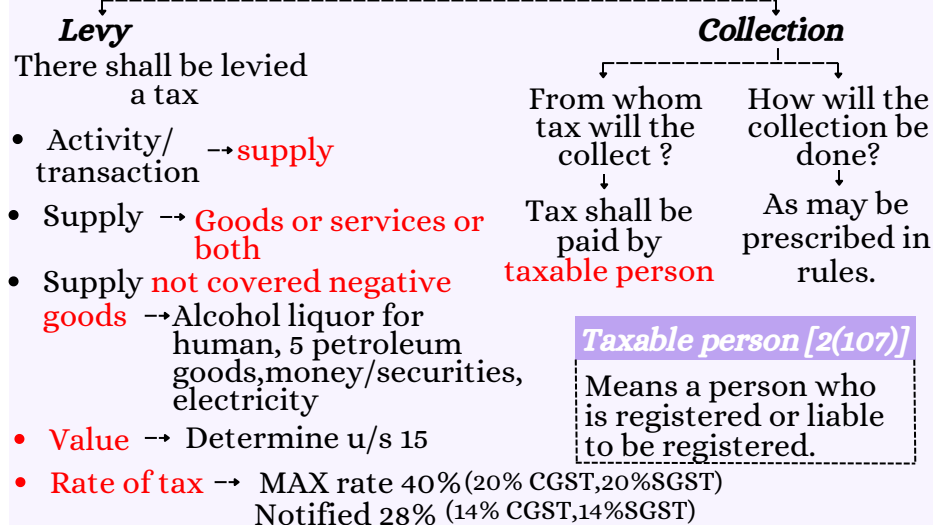 Levy
There shall be levied
a tax
• Activity/
transaction → supply
• Supply → Goods or services or
both
• Supply not covered negative
goods → Alcohol liquor for
human, 5 petroleum
goods,money/securities,
electricity
• Value → Determine u/s 15
• Rate of tax → MAX rate 40% (20% CGST,20%SGST)
Notified 28% (14% CGST,14%SGST)
Collection
From whom
tax will the
collect ?
Tax shall be
paid by
taxable person
How will the
collection be
done?
As may be
prescribed in
rules.
Taxable person [2(107)]
Means a person who
is registered or liable
to be registered.